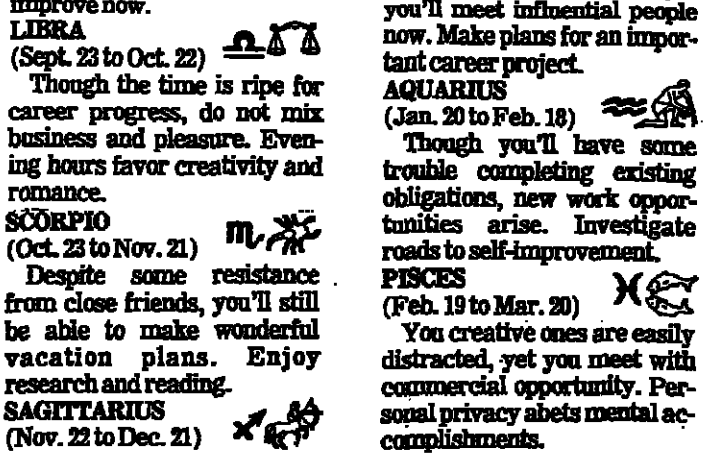 improve now.
LIBRA
(Sept. 23 to Oct. 22)
Though the time is ripe for
career progress, do not mix
business and pleasure. Even-
ing hours favor creativity and
romance.
SCORPIO
(Oct. 23 to Nov. 21)
Despite some resistance
from close friends, you'll still
be able to make wonderful
vacation plans. Enjoy
research and reading.
SAGITTARIUS
(Nov. 22 to Dec. 21)
you'll meet influential people
now. Make plans for an impor-
tant career project.
AQUARIUS
(Jan. 20 to Feb. 18)
Though you'll have some
trouble completing existing
obligations, new work oppor-
tunities arise. Investigate
roads to self-improvement.
PISCES
(Feb. 19 to Mar. 20)
You creative ones are easily
distracted, yet you meet with
commercial opportunity. Per-
sonal privacy abets mental ac-
complishments.